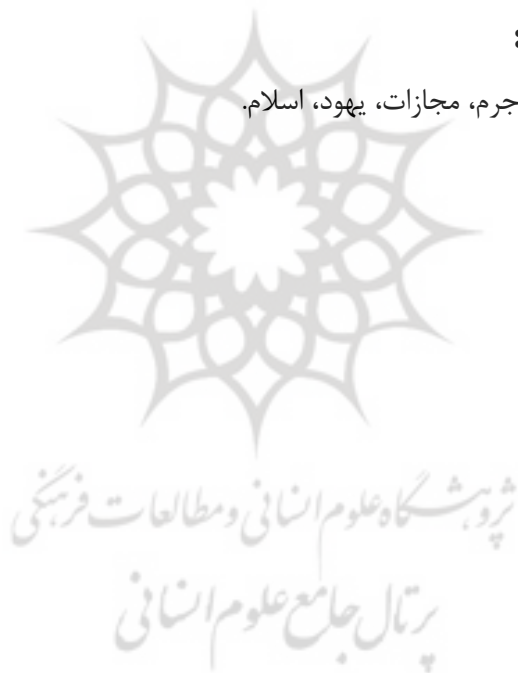 :
جرم، مجازات، یهود، اسلام.
پژوهشگاه علوم انسانی و مطالعات فرهنگی
پرتال جامع علوم انسانی